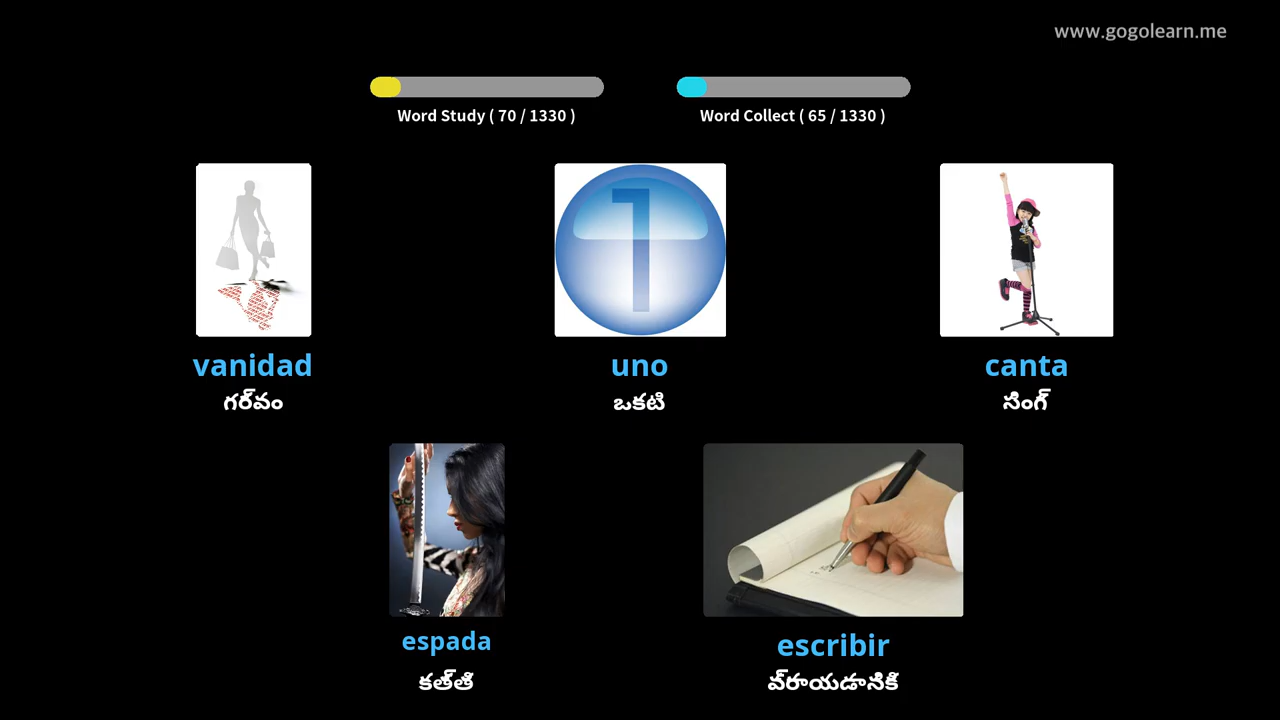 www.gogolearn.me
Word Study ( 70 / 1330 )
Word Collect ( 65 / 1330 )
1
vanidad
గర్వం
uno
ఒకటి
canta
సింగ్
espada
కత్తి
escribir
వ్రాయడానికి